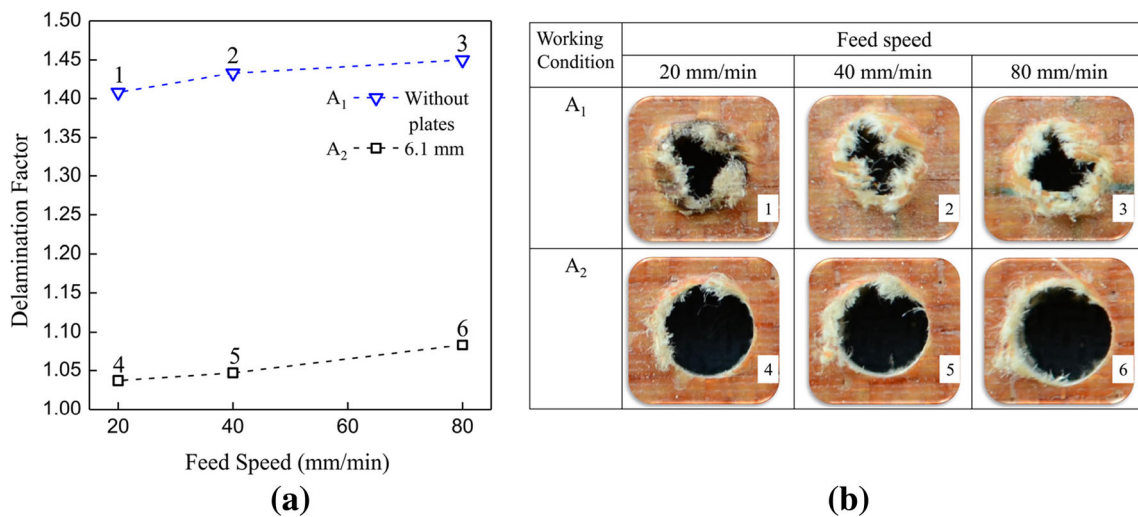 1.50
1.45
1.40
1.35
1.30
1.25
1.20
1.15
1.10
1.05
1.00
Delamination Factor
1
2
3
A₁ Without
plates
A₂ 6.1 mm
4
5
6
20 40 60 80
Feed Speed (mm/min)
(a)
Working
Condition
Feed speed
20 mm/min 40 mm/min 80 mm/min
A₁
1 2 3
A₂
4 5 6
(b)